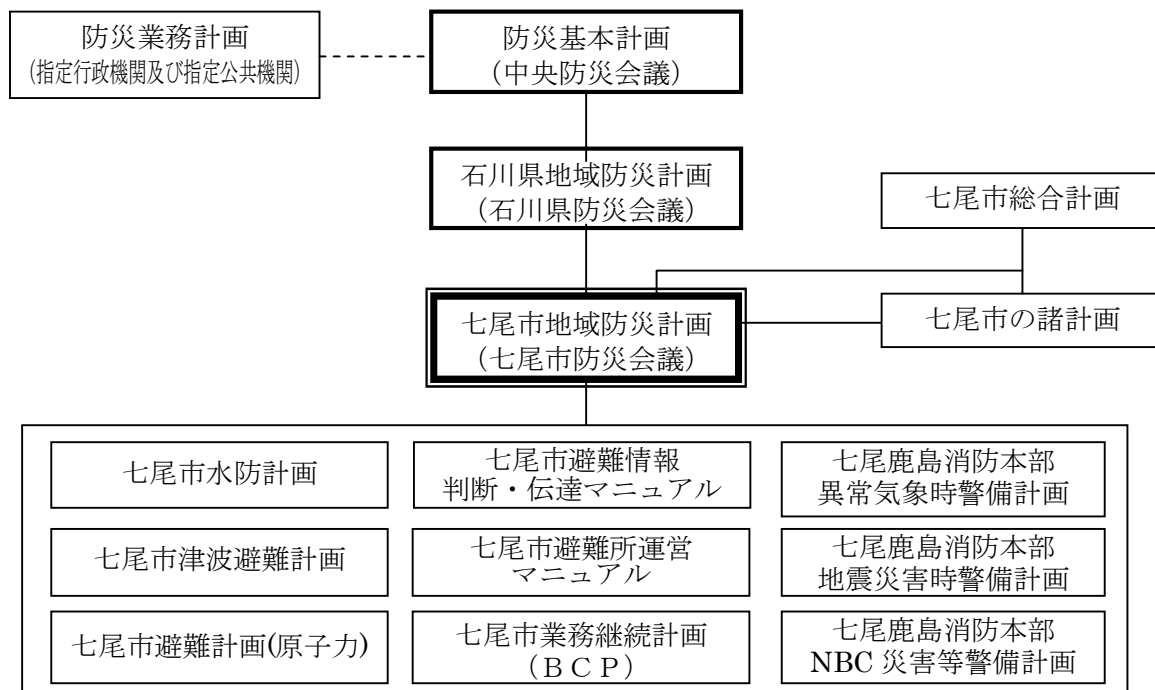 防災業務計画
(指定行政機関及び指定公共機関)
防災基本計画
(中央防災会議)
石川県地域防災計画
(石川県防災会議)
七尾市総合計画
七尾市地域防災計画
(七尾市防災会議)
七尾市の諸計画
七尾市水防計画
七尾市避難情報
判断・伝達マニュアル
七尾鹿島消防本部
異常気象時警備計画
七尾市津波避難計画
七尾市避難所運営
マニュアル
七尾鹿島消防本部
地震災害時警備計画
七尾市避難計画(原子力)
七尾市業務継続計画
(ＢＣＰ)
七尾鹿島消防本部
NBC 災害等警備計画